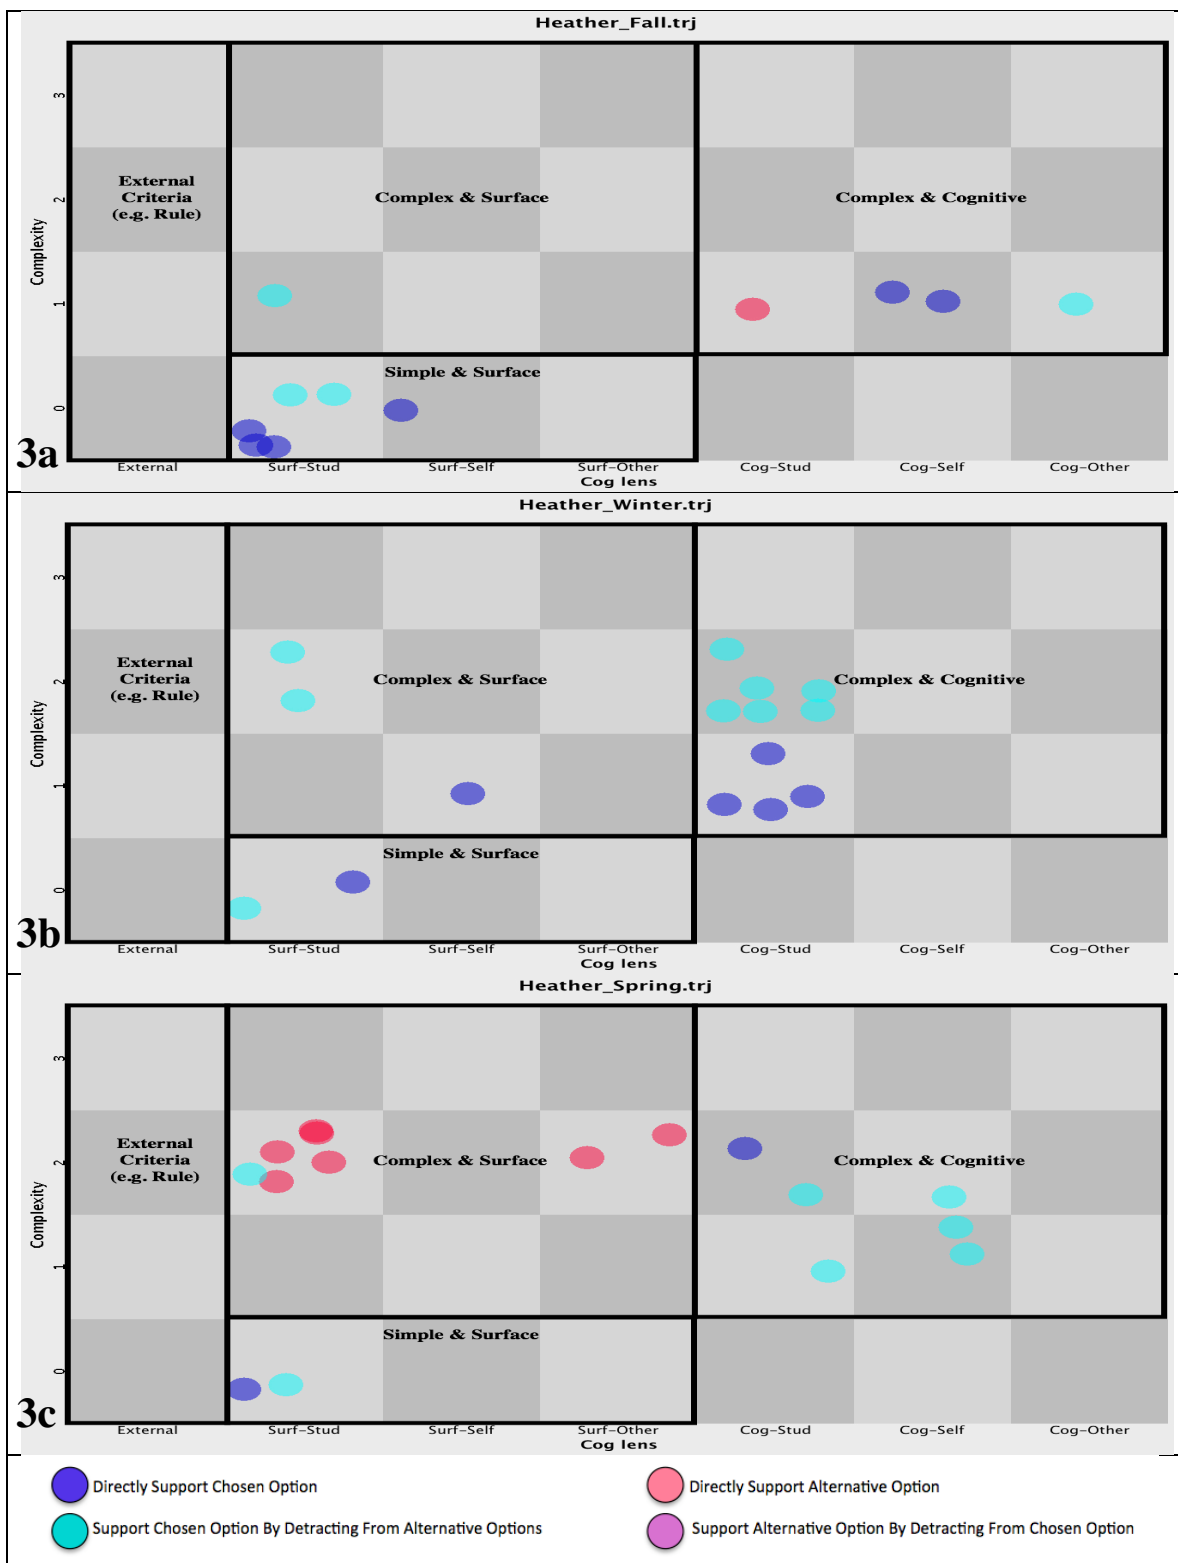 Heather_Fall.trj
3
External
Criteria
(e.g. Rule)
Complex & Surface
Complex & Cognitive
2
Complexity
1
Simple & Surface
0
3a
External
Surf-Stud
Surf-Self
Surf-Other
Cog-Stud
Cog-Self
Cog-Other
Cog lens
Heather_Winter.trj
3
External
Criteria
(e.g. Rule)
Complex & Surface
Complex & Cognitive
2
Complexity
1
Simple & Surface
0
3b
External
Surf-Stud
Surf-Self
Surf-Other
Cog-Stud
Cog-Self
Cog-Other
Cog lens
Heather_Spring.trj
3
External
Criteria
(e.g. Rule)
Complex & Surface
Complex & Cognitive
2
Complexity
1
Simple & Surface
0
3c
External
Surf-Stud
Surf-Self
Surf-Other
Cog-Stud
Cog-Self
Cog-Other
Cog lens
Directly Support Chosen Option
Directly Support Alternative Option
Support Chosen Option By Detracting From Alternative Options
Support Alternative Option By Detracting From Chosen Option